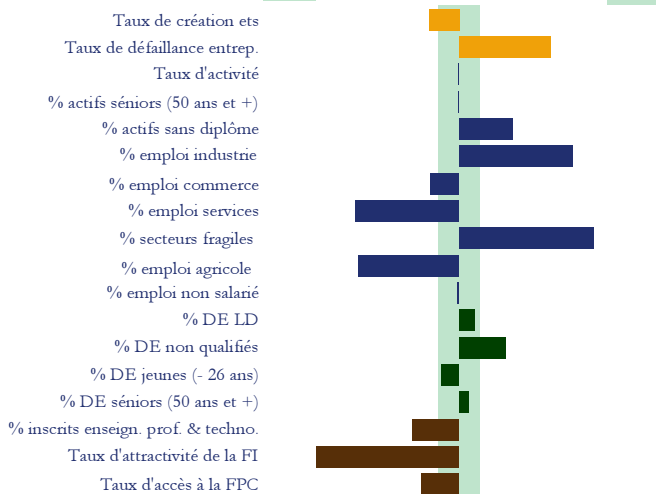 Taux de création ets
Taux de défaillance entrep.
Taux d'activité
% actifs séniors (50 ans et +)
% actifs sans diplôme
% emploi industrie
% emploi commerce
% emploi services
% secteurs fragiles
% emploi agricole
% emploi non salarié
% DE LD
% DE non qualifiés
% DE jeunes (- 26 ans)
% DE séniors (50 ans et +)
% inscrits enseign. prof. & techno.
Taux d'attractivité de la FI
Taux d'accès à la FPC